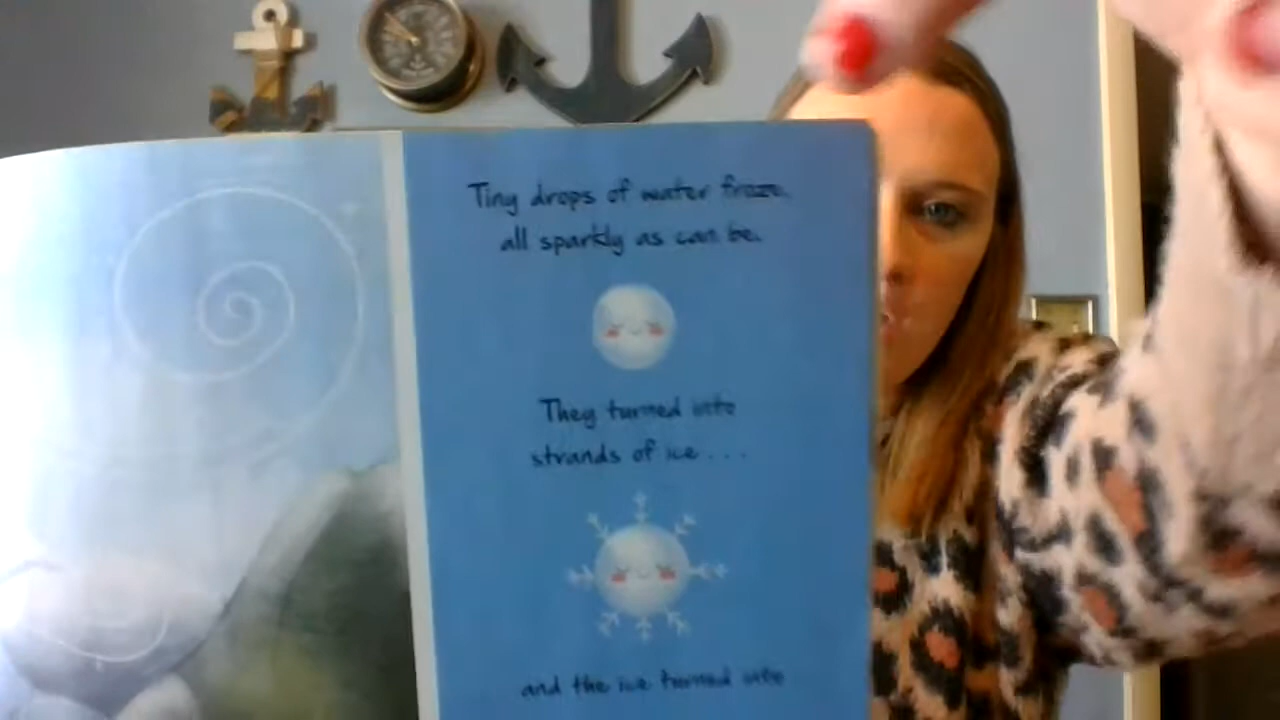 Tiny drops of water froze,
all sparkly as can be.
They turned into
strands of ice . . .
and the ice turned into